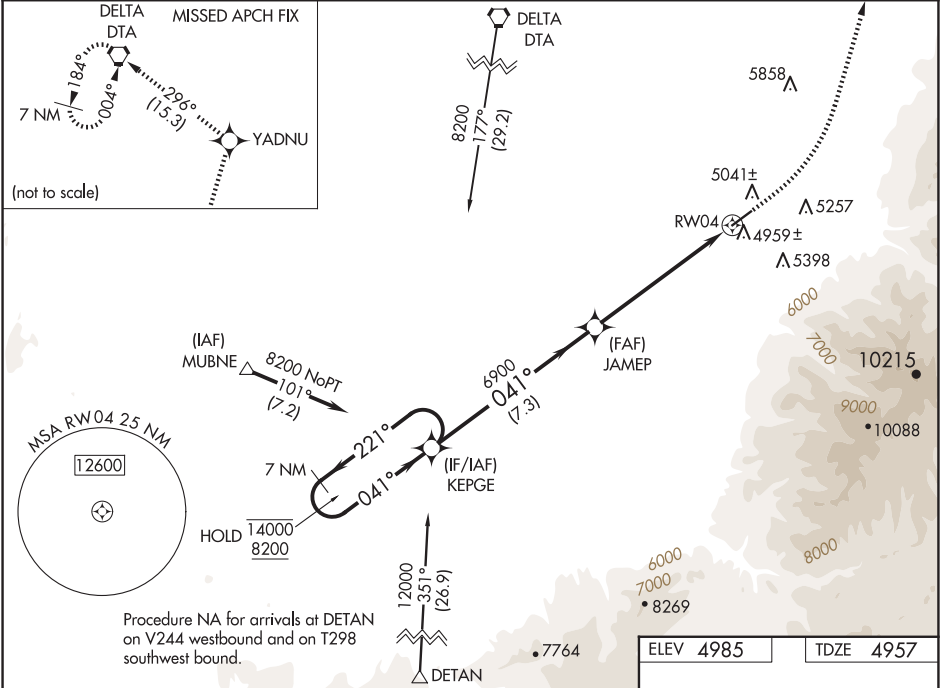 DELTA
DTA
MISSED APCH FIX
184°
004°
7 NM
296°
(15.3)
YADNU
(not to scale)
DELTA
DTA
8200
177°
(29.2)
5858
5041±
RW04
4959±
5257
5398
6000
7000
10215
9000
10088
8000
(IAF)
MUBNE
8200 NoPT
101°
(7.2)
(FAF)
JAMEP
6900
041°
(7.3)
MSA RW04 25 NM
12600
221°
7 NM
041°
(IF/IAF)
KEPGE
HOLD 14000
8200
12000
351°
(26.9)
6000
7000
8269
7764
Procedure NA for arrivals at DETAN
on V244 westbound and on T298
southwest bound.
DETAN
ELEV 4985
TDZE 4957